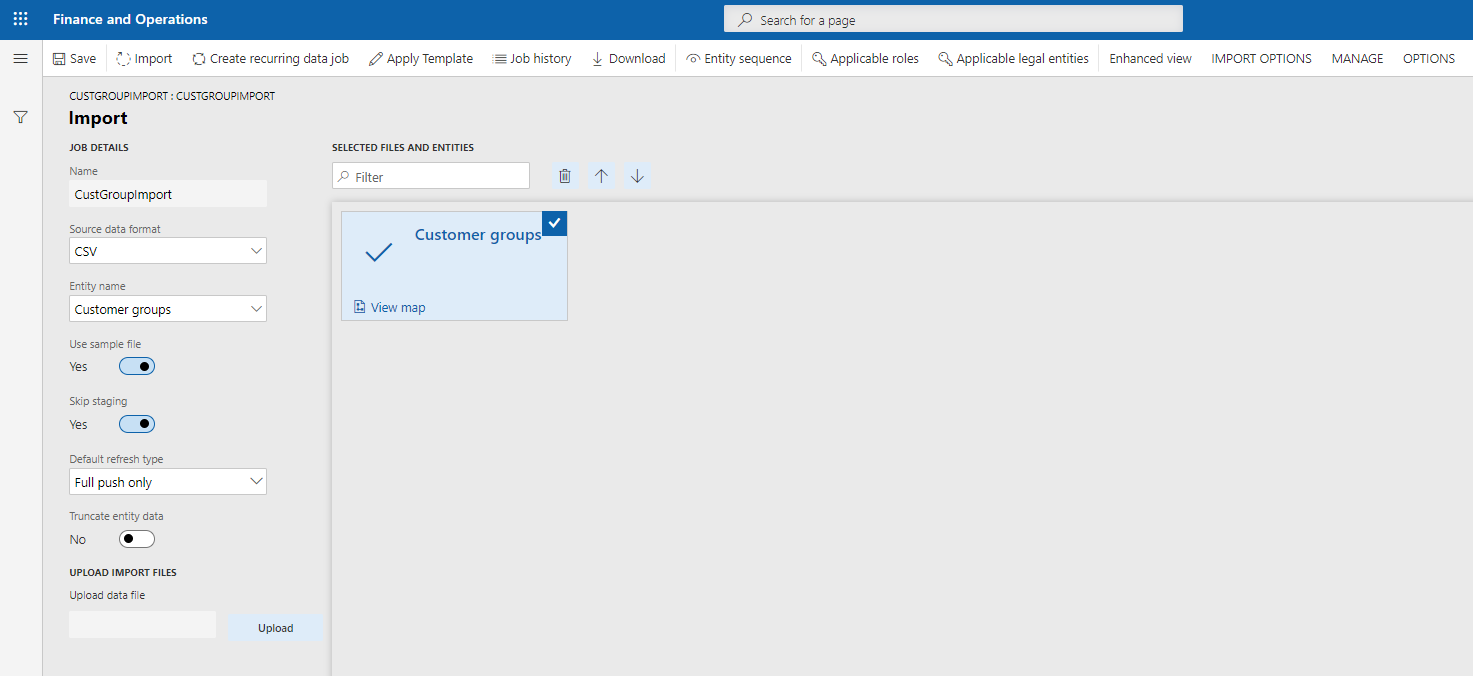 Finance and Operations
Search for a page
Save
Import
Create recurring data job
Apply Template
Job history
Download
Entity sequence
Applicable roles
Applicable legal entities
Enhanced view
IMPORT OPTIONS
MANAGE
OPTIONS
CUSTGROUPIMPORT : CUSTGROUPIMPORT
Import
JOB DETAILS
Name
CustGroupImport
Source data format
CSV
Entity name
Customer groups
Use sample file
Yes
Skip staging
Yes
Default refresh type
Full push only
Truncate entity data
No
UPLOAD IMPORT FILES
Upload data file
Upload
SELECTED FILES AND ENTITIES
Filter
Customer groups
View map